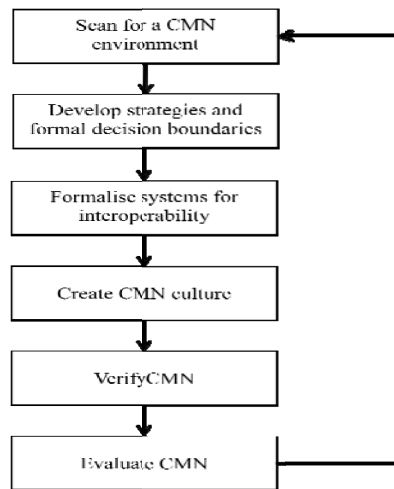 Scan for a CMN
environment
Develop strategies and
formal decision boundaries
Formalise systems for
interoperability
Create CMN culture
VerifyCMN
Evaluate CMN